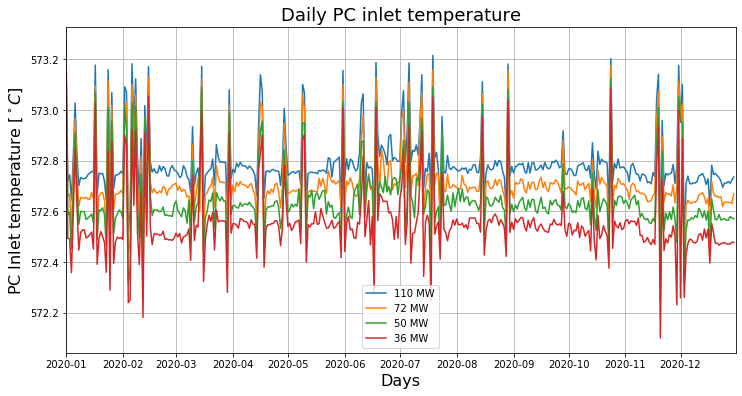 Daily PC inlet temperature
PC Inlet temperature [ °C]
573.2
573.0
572.8
572.6
572.4
572.2
110 MW
72 MW
50 MW
36 MW
2020-01
2020-02
2020-03
2020-04
2020-05
2020-06
2020-07
2020-08
2020-09
2020-10
2020-11
2020-12
Days